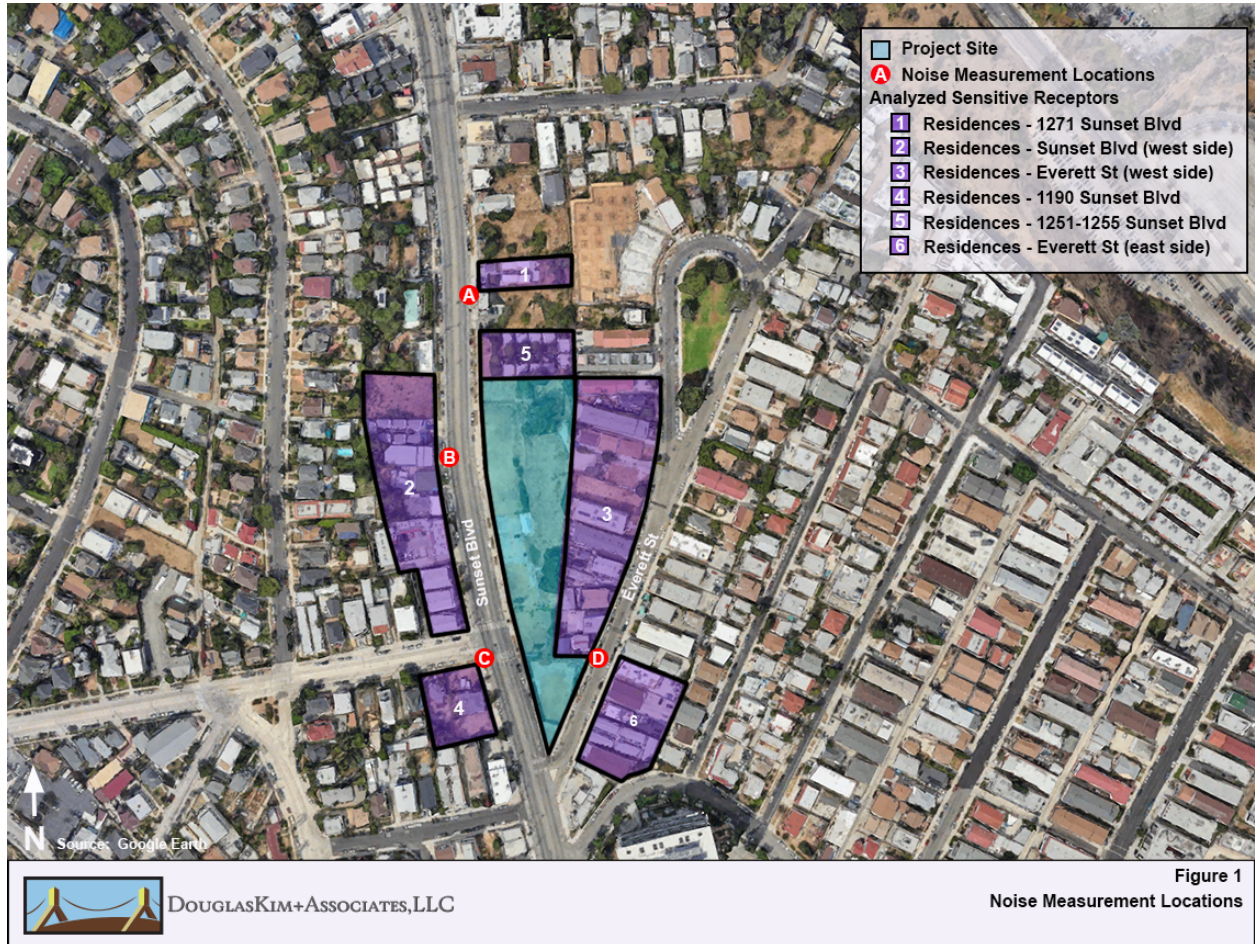 Project Site
A Noise Measurement Locations
Analyzed Sensitive Receptors
1 Residences - 1271 Sunset Blvd
2 Residences - Sunset Blvd (west side)
3 Residences - Everett St (west side)
4 Residences - 1190 Sunset Blvd
5 Residences - 1251-1255 Sunset Blvd
6 Residences - Everett St (east side)
1
A
5
B
2
3
Sunset Blvd
Everett St
C
D
4
6
N Source: Google Earth
DOUGLASKIM+ASSOCIATES,LLC
Figure 1
Noise Measurement Locations